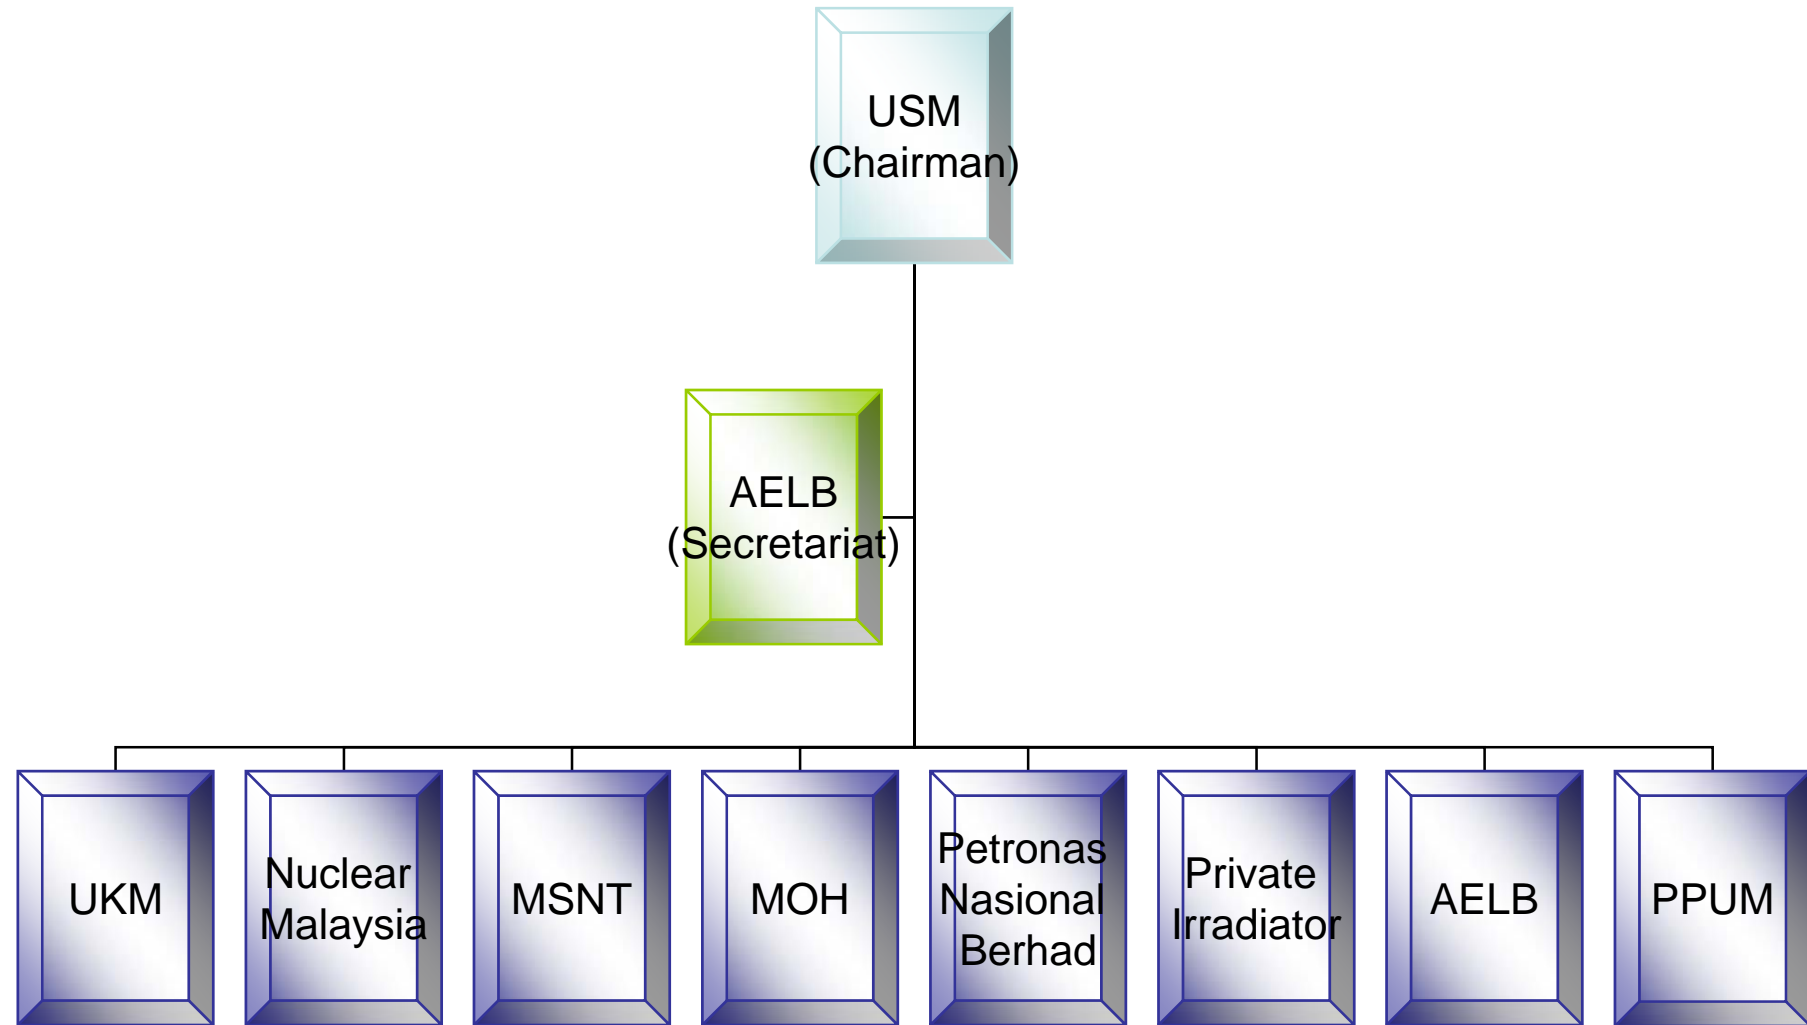 USM
(Chairman)
AELB
(Secretariat)
UKM
Nuclear
Malaysia
MSNT
MOH
Petronas
Nasional
Berhad
Private
Irradiator
AELB
PPUM